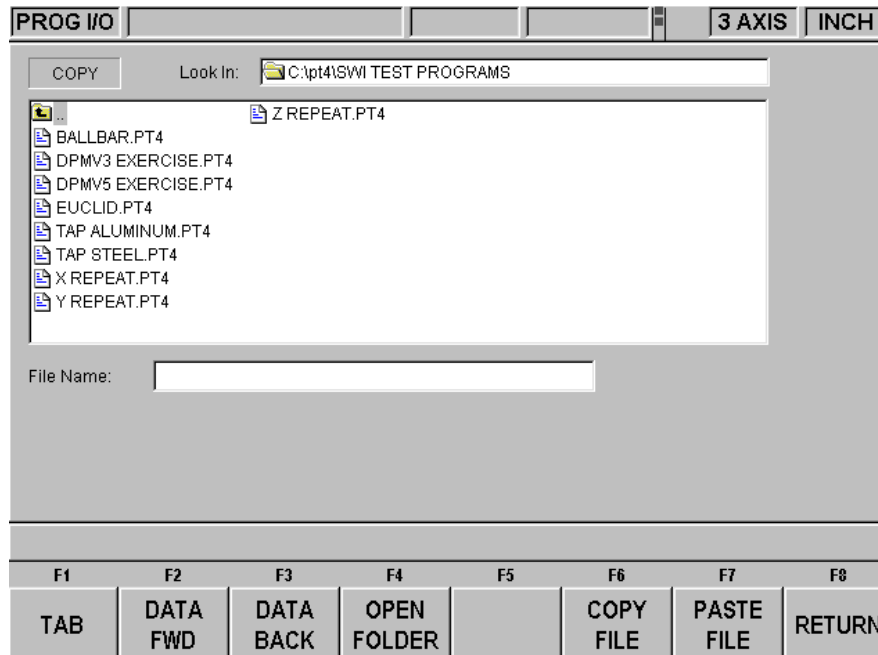 PROG I/O 3 AXIS INCH
COPY Look In: C:\pt4\SWI TEST PROGRAMS
..
BALLBAR.PT4
DPMV3 EXERCISE.PT4
DPMV5 EXERCISE.PT4
EUCLID.PT4
TAP ALUMINUM.PT4
TAP STEEL.PT4
X REPEAT.PT4
Y REPEAT.PT4
Z REPEAT.PT4
File Name:
F1 F2 F3 F4 F5 F6 F7 F8
TAB
DATA
FWD
DATA
BACK
OPEN
FOLDER
COPY
FILE
PASTE
FILE
RETURN